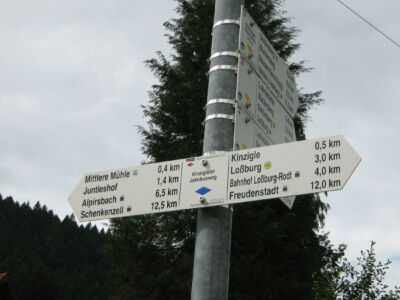 Mittlere Mühle 0,4 km
Juntleshof 1,4 km
Alpirsbach 6,5 km
Schenkenzell 12,5 km
Kinzigtäler
Jakobusweg
Kinzigle 0,5 km
Loßburg 3,0 km
Bahnhof Loßburg-Rodt 4,0 km
Freudenstadt 12,0 km